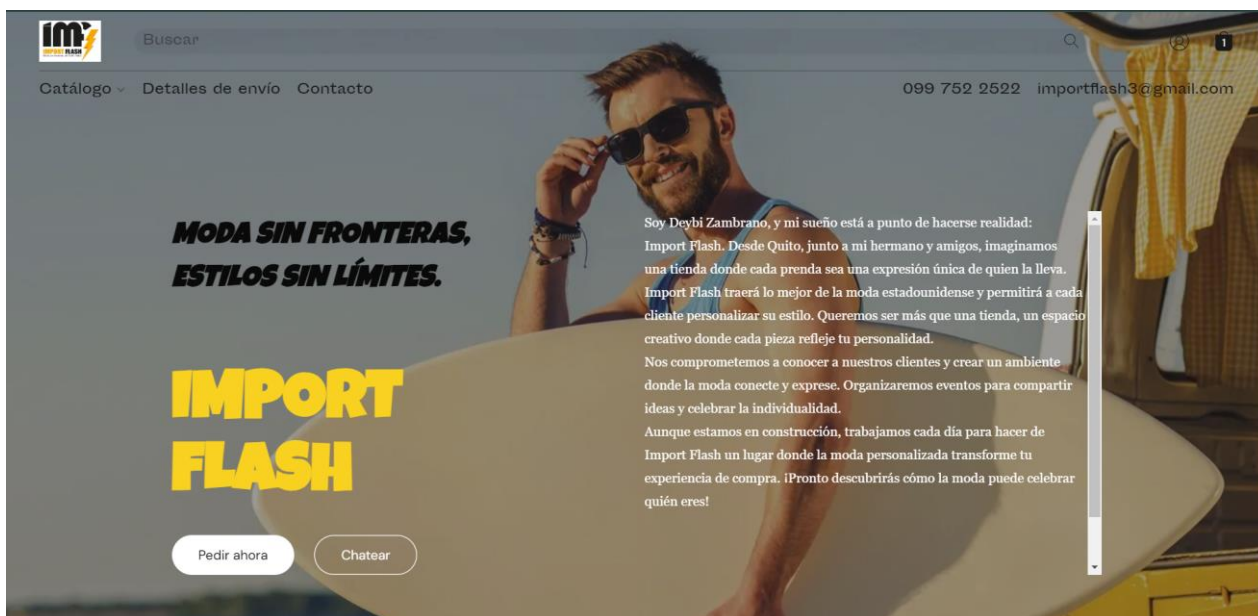 im
IMPORT FLASH
Buscar
1
Catálogo
Detalles de envío
Contacto
099 752 2522
importflash3@gmail.com
MODA SIN FRONTERAS,
ESTILOS SIN LÍMITES.
IMPORT
FLASH
Pedir ahora
Chatear
Soy Deybi Zambrano, y mi sueño está a punto de hacerse realidad:
Import Flash. Desde Quito, junto a mi hermano y amigos, imaginamos
una tienda donde cada prenda sea una expresión única de quien la lleva.
Import Flash traerá lo mejor de la moda estadounidense y permitirá a cada
cliente personalizar su estilo. Queremos ser más que una tienda, un espacio
creativo donde cada pieza refleje tu personalidad.
Nos comprometemos a conocer a nuestros clientes y crear un ambiente
donde la moda conecte y exprese. Organizaremos eventos para compartir
ideas y celebrar la individualidad.
Aunque estamos en construcción, trabajamos cada día para hacer de
Import Flash un lugar donde la moda personalizada transforme tu
experiencia de compra. ¡Pronto descubrirás cómo la moda puede celebrar
quién eres!